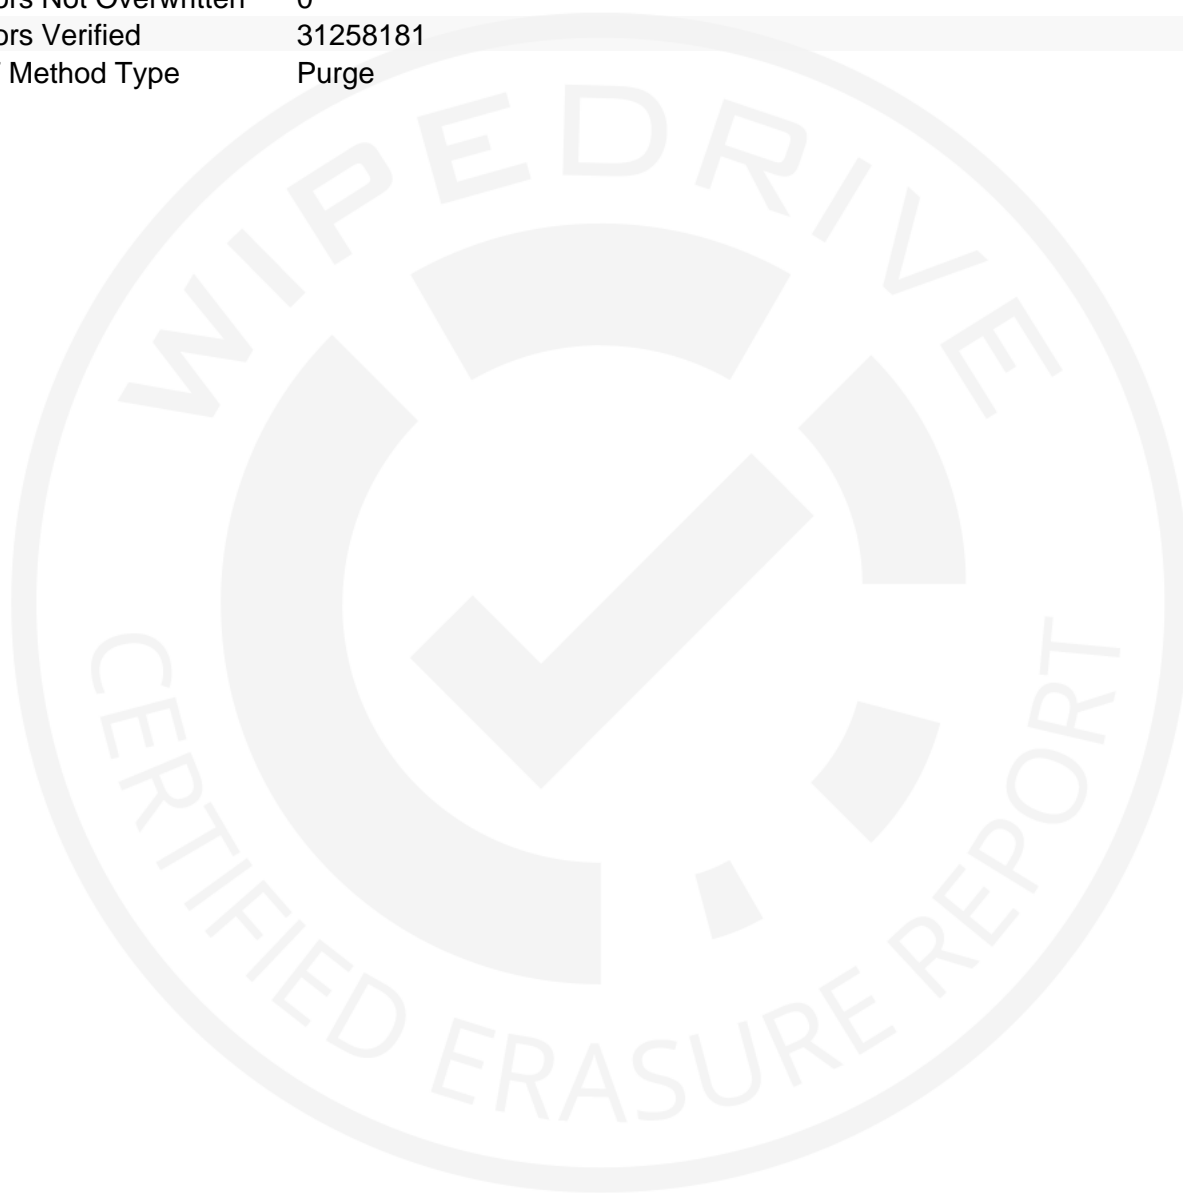 ors Not Overwritten 0
ors Verified 31258181
Method Type Purge
WIPEDRIVE
CERTIFIED ERASURE REPORT